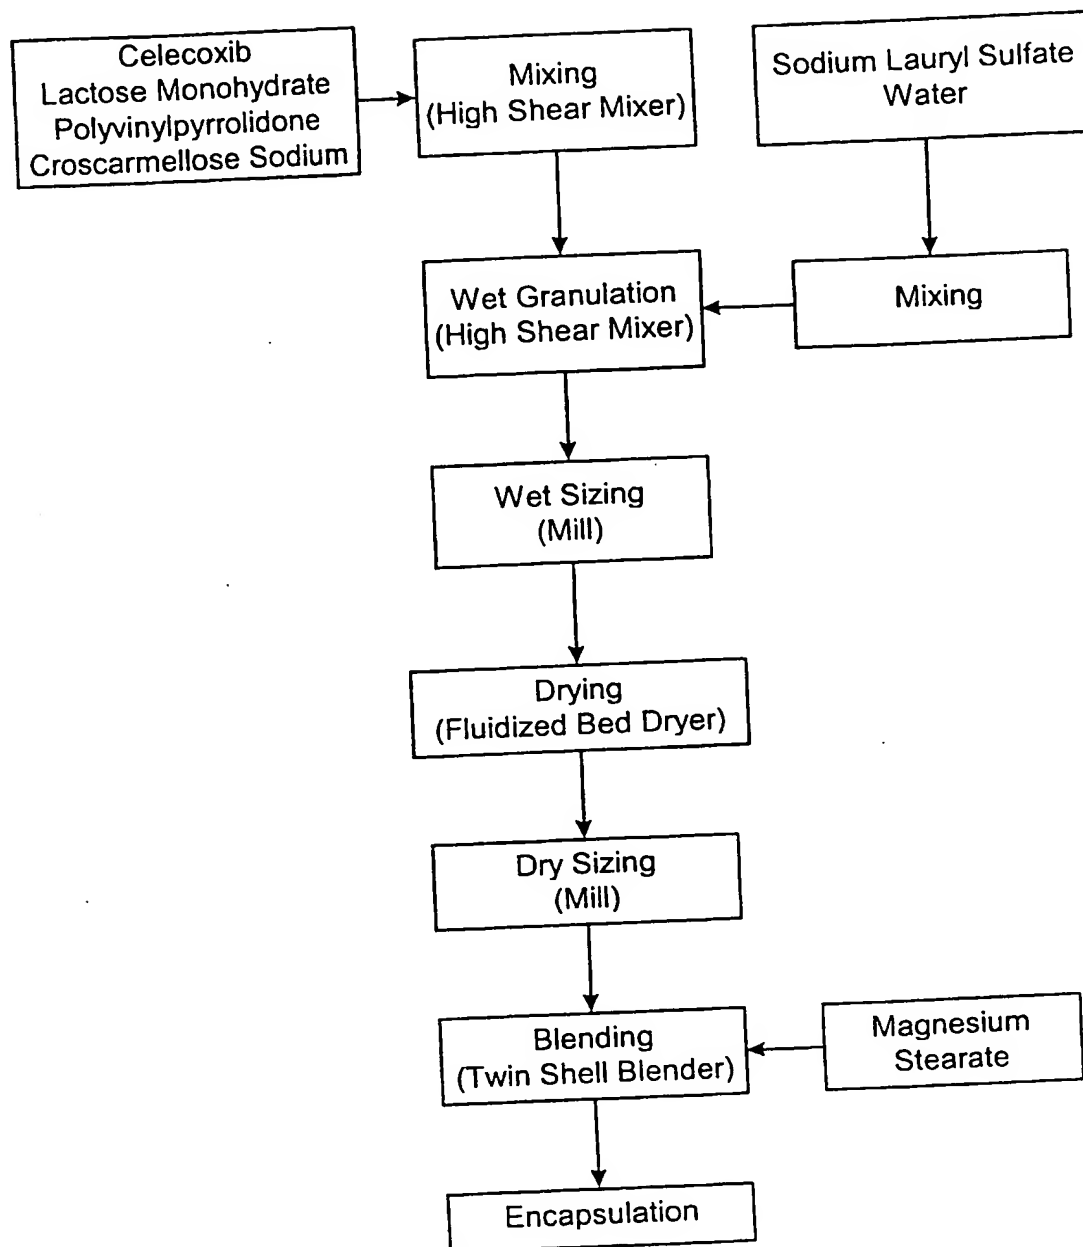 Celecoxib
Lactose Monohydrate
Polyvinylpyrrolidone
Croscarmellose Sodium
Mixing
(High Shear Mixer)
Sodium Lauryl Sulfate
Water
Wet Granulation
(High Shear Mixer)
Mixing
Wet Sizing
(Mill)
Drying
(Fluidized Bed Dryer)
Dry Sizing
(Mill)
Blending
(Twin Shell Blender)
Magnesium
Stearate
Encapsulation